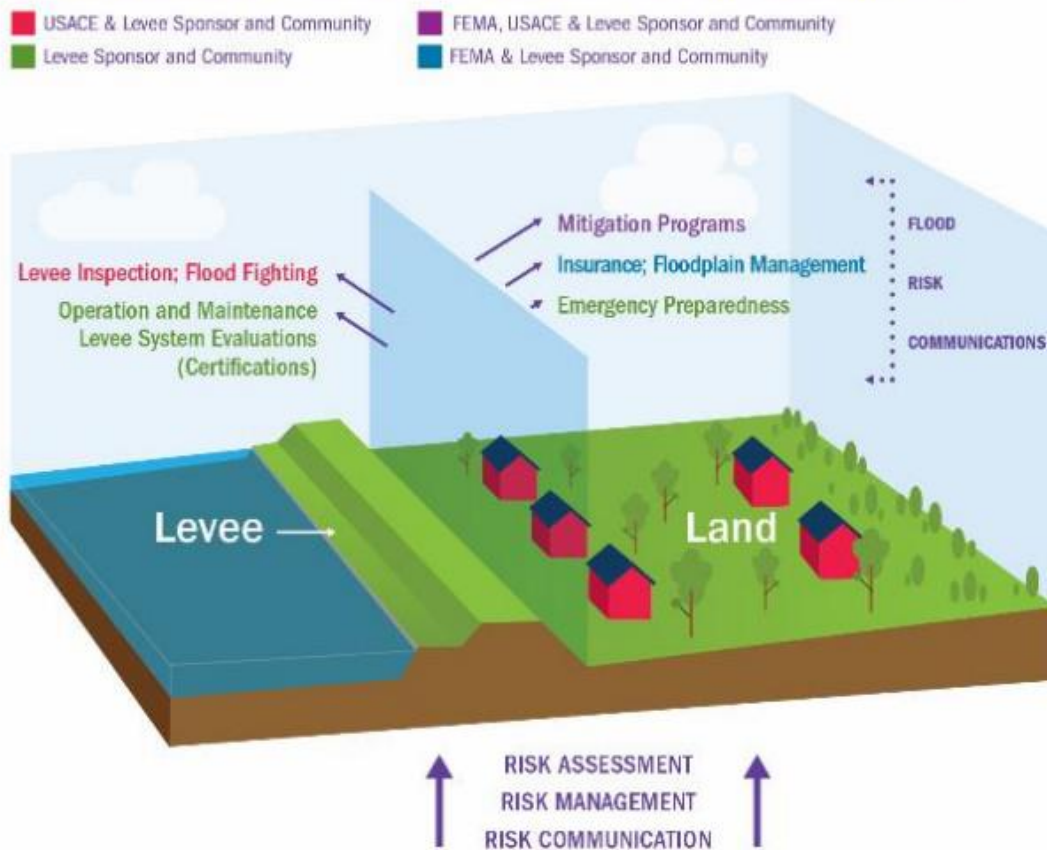 USACE & Levee Sponsor and Community
FEMA, USACE & Levee Sponsor and Community
Levee Sponsor and Community
FEMA & Levee Sponsor and Community
Mitigation Programs
FLOOD
Levee Inspection; Flood Fighting
Insurance; Floodplain Management
RISK
Operation and Maintenance
Emergency Preparedness
Levee System Evaluations
COMMUNICATIONS
(Certifications)
Levee
Land
RISK ASSESSMENT
RISK MANAGEMENT
RISK COMMUNICATION